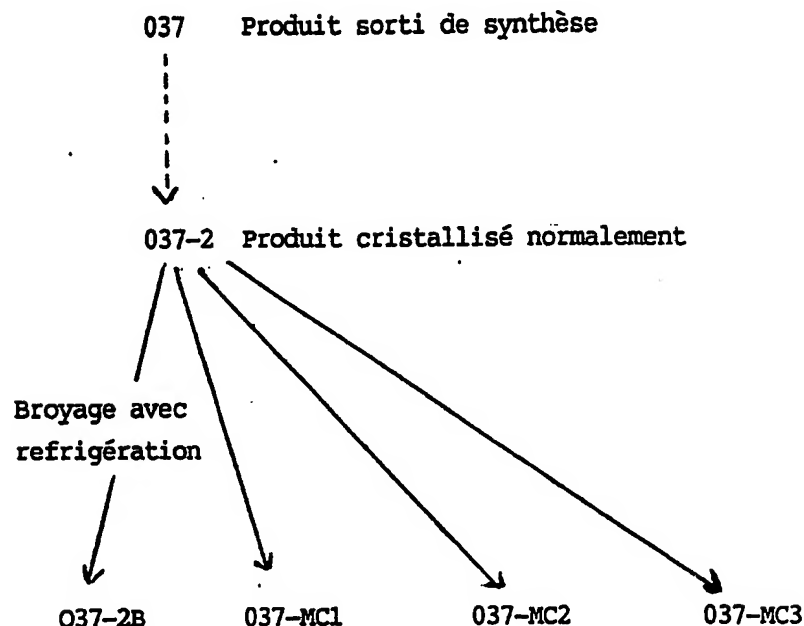 037 Produit sorti de synthèse
037-2 Produit cristallisé normalement
Broyage avec
refrigération
O37-2B 037-MC1 037-MC2 037-MC3